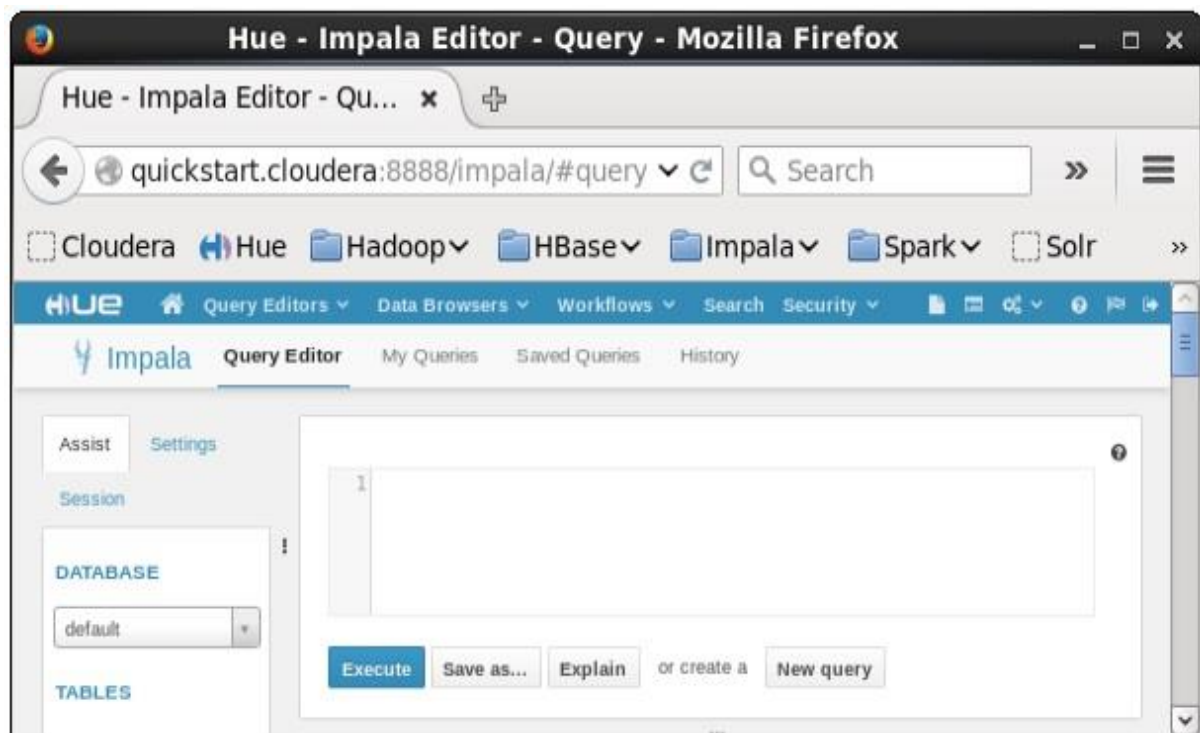 Hue - Impala Editor - Query - Mozilla Firefox
Hue - Impala Editor - Qu...
quickstart.cloudera:8888/impala/#query Search
Cloudera Hue Hadoop HBase Impala Spark Solr
HUE Query Editors Data Browsers Workflows Search Security
Impala Query Editor My Queries Saved Queries History
Assist Settings
Session
1
DATABASE
default
Execute Save as... Explain or create a New query
TABLES